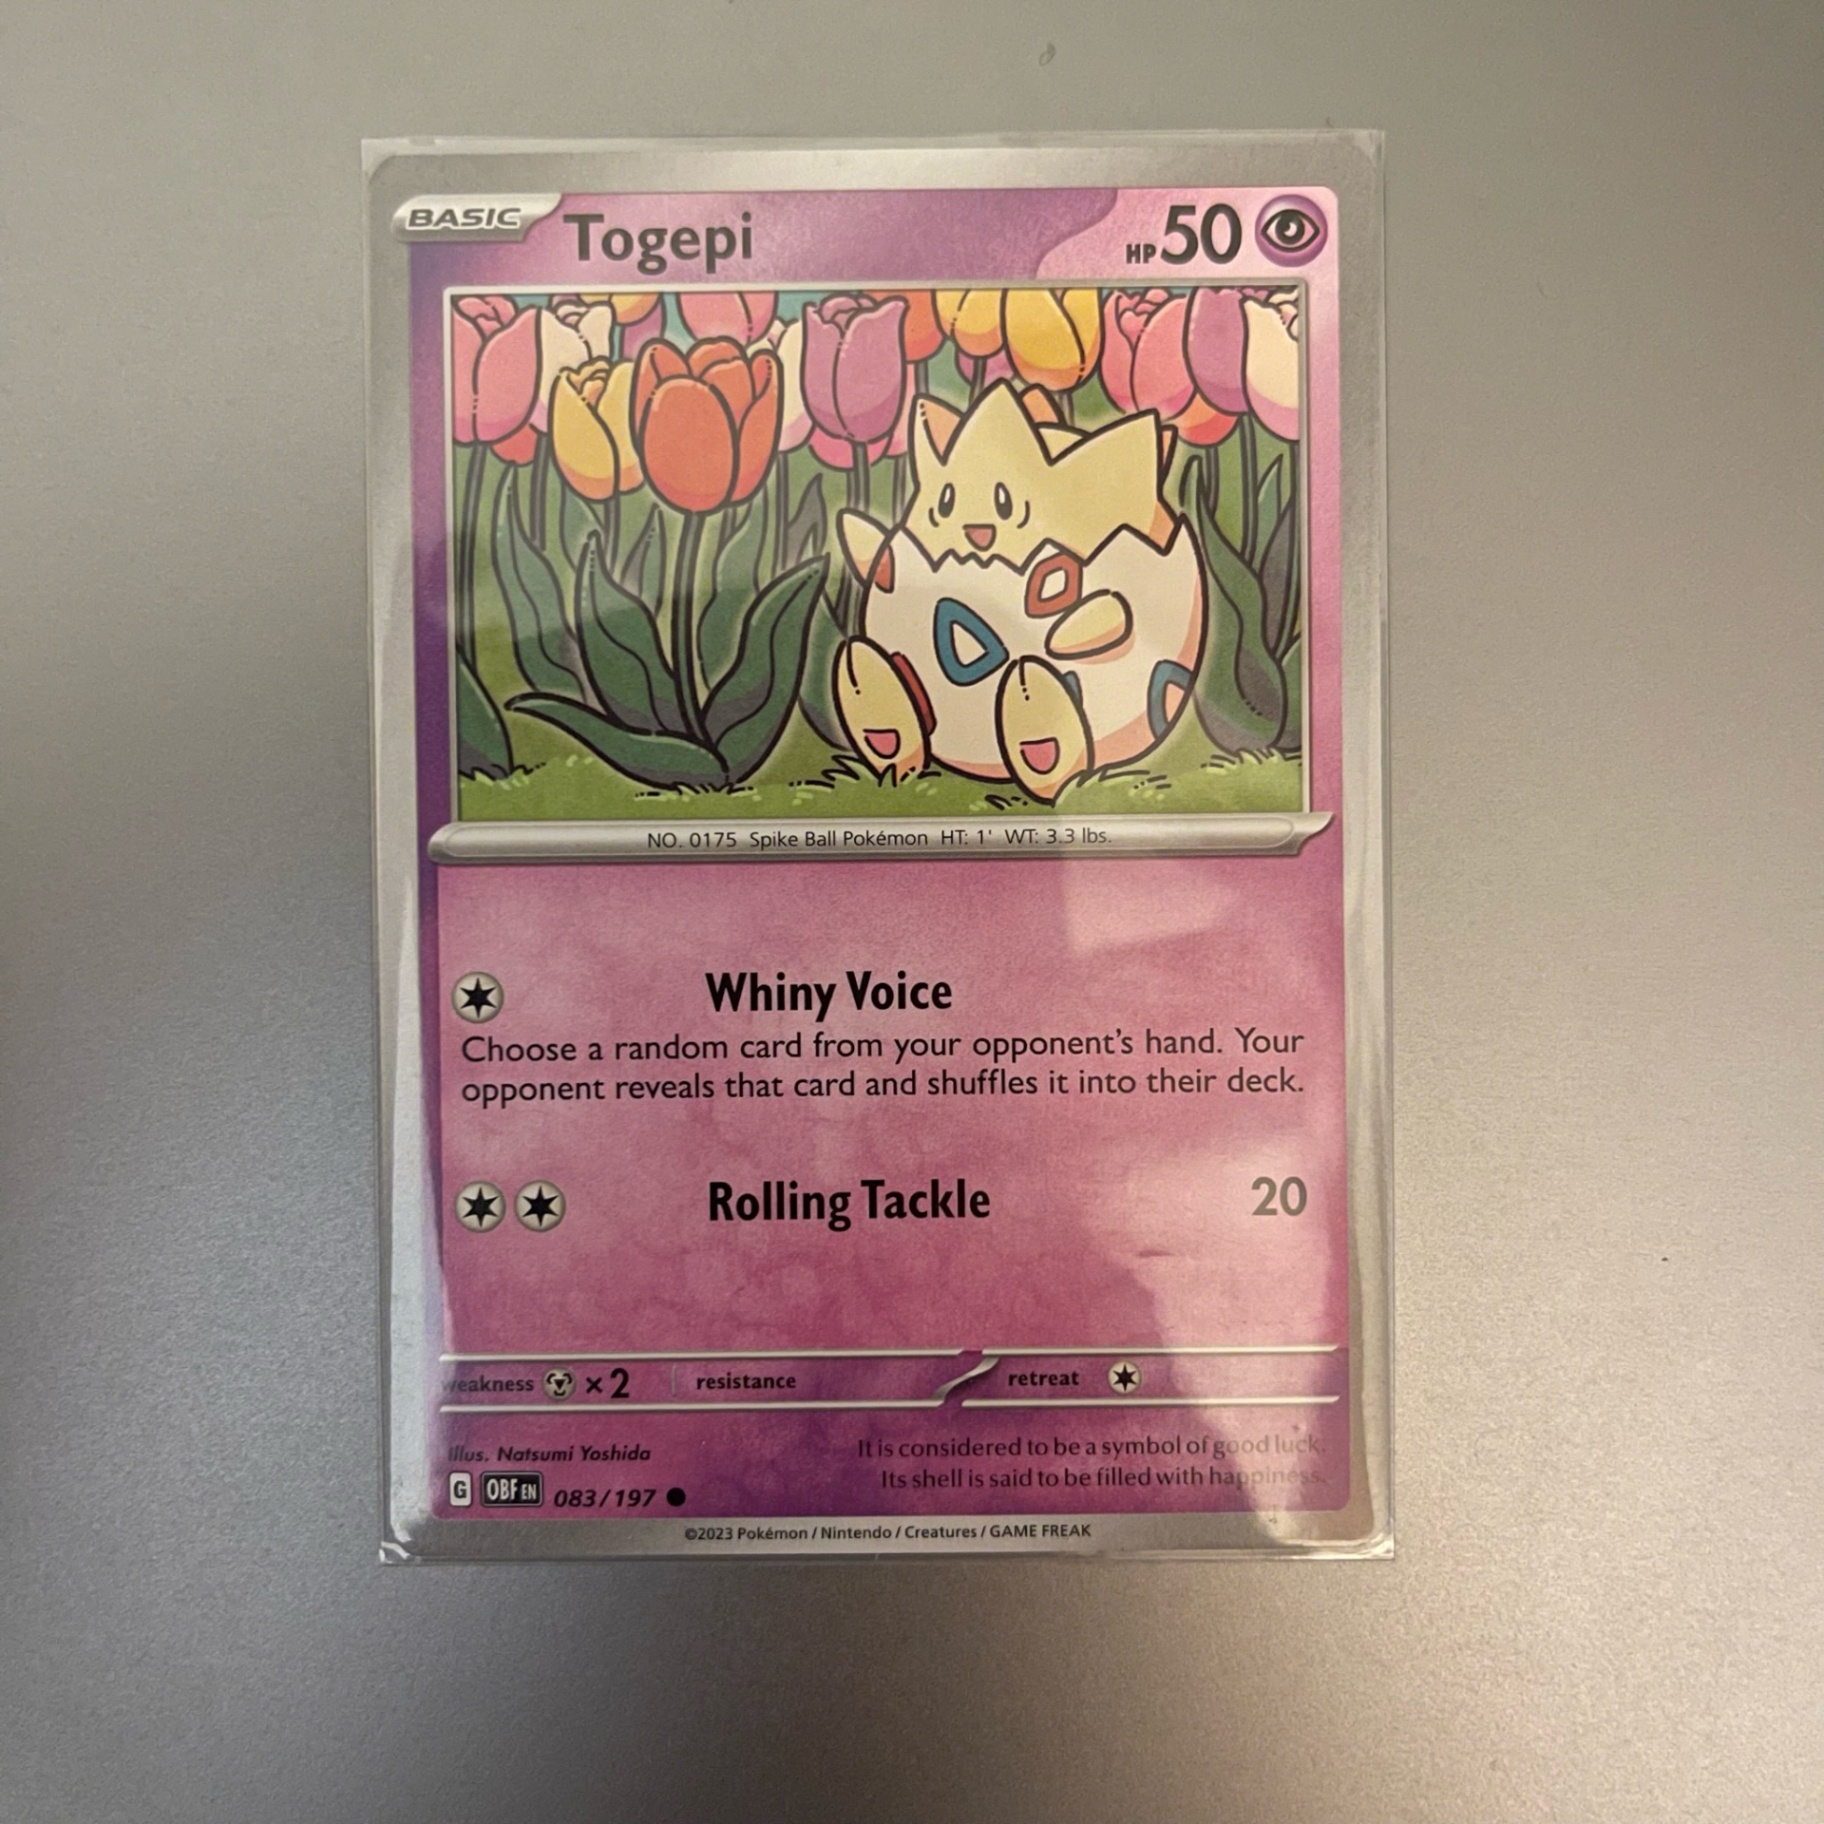 BASIC Togepi HP 50
NO. 0175 Spike Ball Pokémon HT: 1' WT: 3.3 lbs.
Whiny Voice
Choose a random card from your opponent's hand. Your
opponent reveals that card and shuffles it into their deck.
Rolling Tackle 20
weakness ×2 resistance retreat
Illus. Natsumi Yoshida
It is considered to be a symbol of good luck.
Its shell is said to be filled with happiness.
G OBF EN 083/197
©2023 Pokémon / Nintendo / Creatures / GAME FREAK